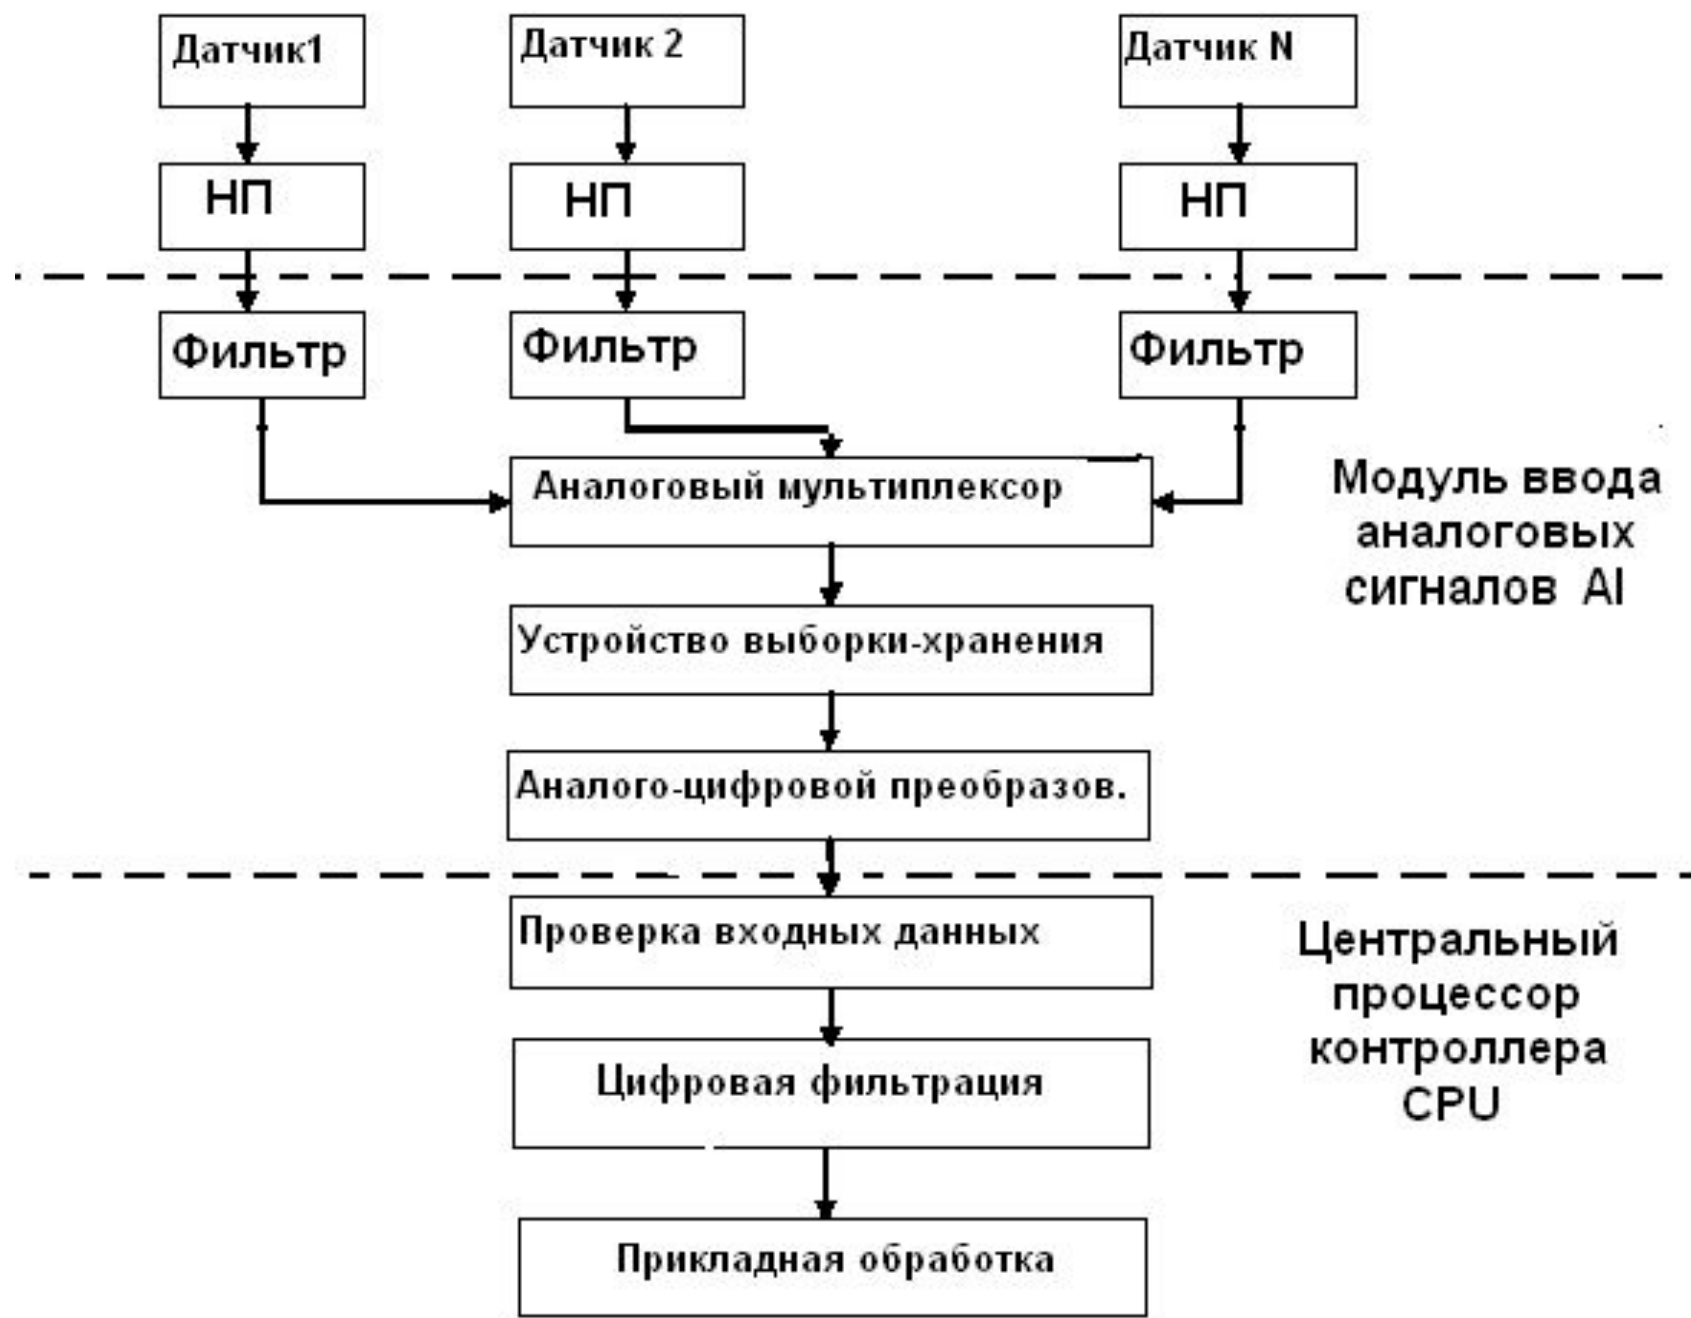 Датчик1
Датчик 2
Датчик N
НП
НП
НП
Фильтр
Фильтр
Фильтр
Аналоговый мультиплексор
Модуль ввода
аналоговых
сигналов AI
Устройство выборки-хранения
Аналого-цифровой преобразов.
Проверка входных данных
Центральный
процессор
контроллера
CPU
Цифровая фильтрация
Прикладная обработка